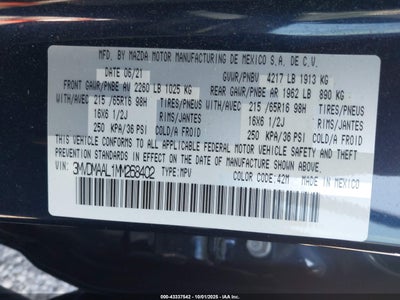 MFD. BY MAZDA MOTOR MANUFACTURING DE MEXICO S.A. DE C.V.
DATE 06/21 GVWR/PNBV 4217 LB 1913 KG
FRONT GAWR/PNBE AV 2260 LB 1025 KG REAR GAWR/PNBE AR 1962 LB 890 KG
WITH/AVEC 215 /65R16 98H TIRES/PNEUS WITH/AVEC 215 /65R16 98H TIRES/PNEUS
16X6 1/2J RIMS/JANTES 16X6 1/2J RIMS/JANTES
250 KPA/36 PSI COLD/A FROID 250 KPA/36 PSI COLD/A FROID
THIS VEHICLE CONFORMS TO ALL APPLICABLE FEDERAL MOTOR VEHICLE SAFETY AND
THEFT PREVENTION STANDARDS IN EFFECT ON THE DATE OF MANUFACTURE SHOWN ABOVE.
VIN: 3MVDMAAL1MM268402 TYPE: MPV COLOR CODE: 42M MADE IN MEXICO
000-43337542 - 10/01/2025 - IAAI.COM